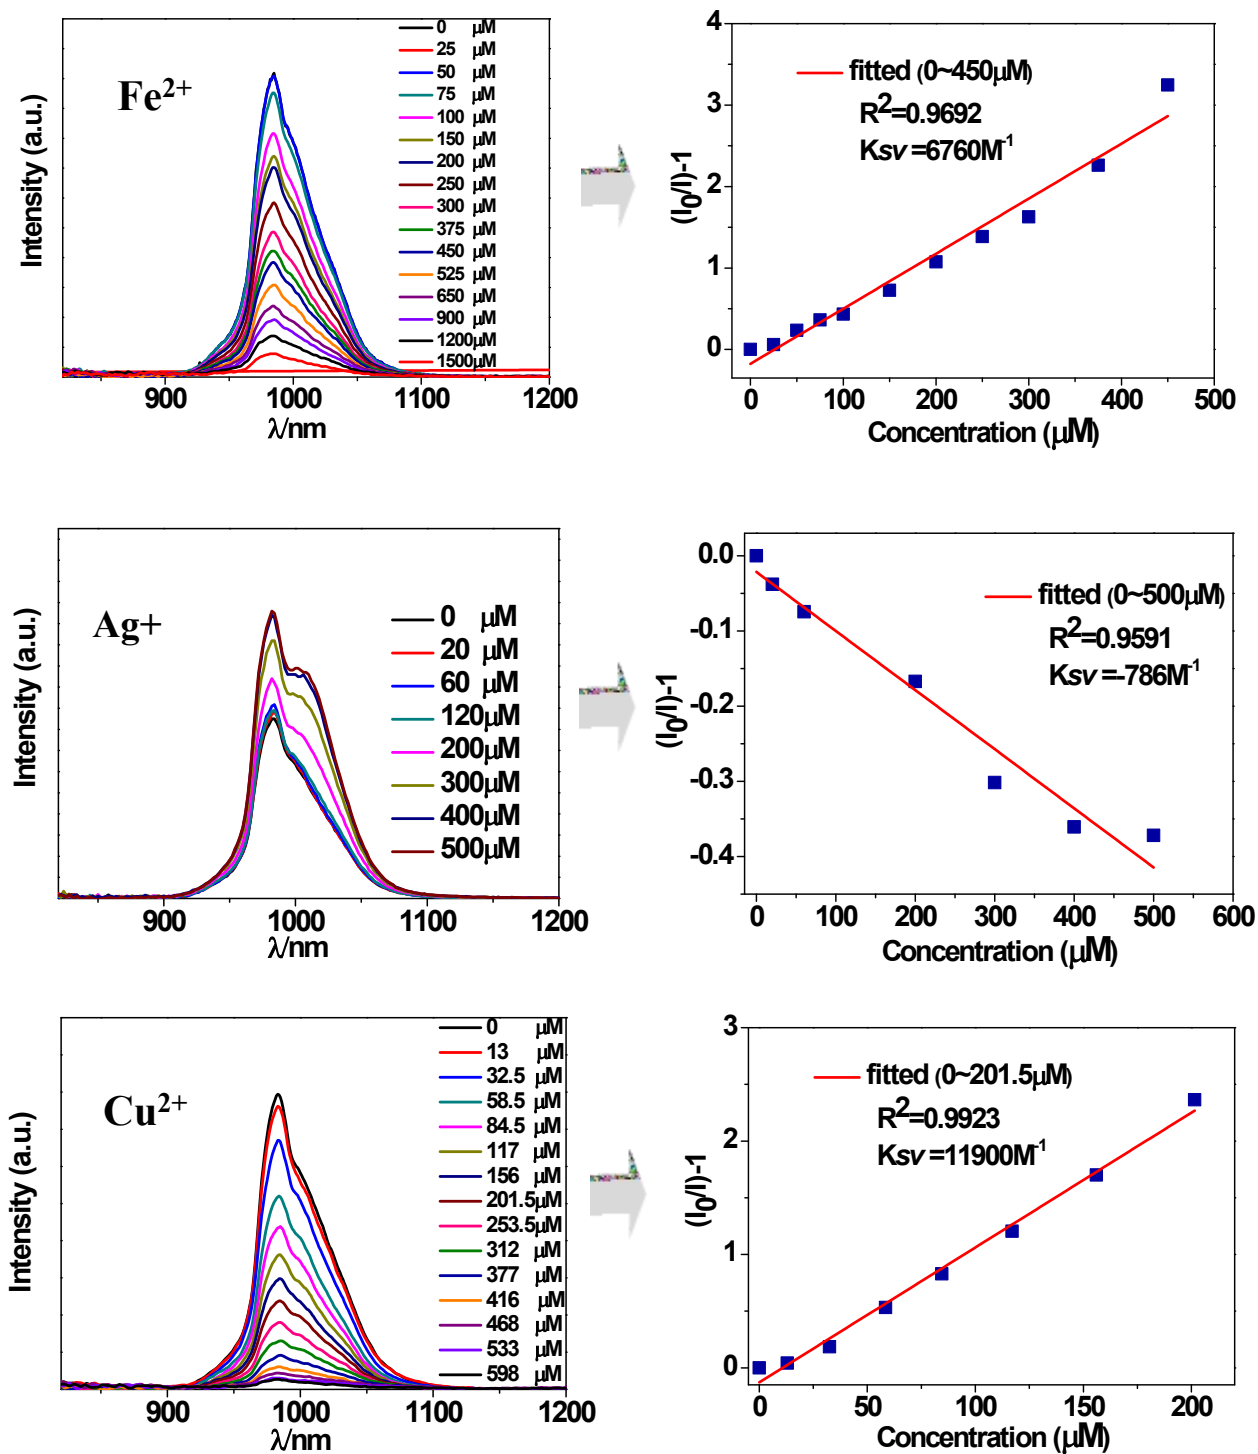 Fe2+
Intensity (a.u.)
0 μM
25 μM
50 μM
75 μM
100 μM
150 μM
200 μM
250 μM
300 μM
375 μM
450 μM
525 μM
650 μM
900 μM
1200μM
1500μM
900 1000 1100 1200
λ/nm
4
3
2
1
0
(I0/I)-1
fitted (0~450μM)
R2=0.9692
Ksv=6760M-1
0 100 200 300 400 500
Concentration (μM)
Ag+
Intensity (a.u.)
0 μM
20 μM
60 μM
120μM
200μM
300μM
400μM
500μM
900 1000 1100 1200
λ/nm
0.0
-0.1
-0.2
-0.3
-0.4
(I0/I)-1
fitted (0~500μM)
R2=0.9591
Ksv=-786M-1
0 100 200 300 400 500 600
Concentration (μM)
Cu2+
Intensity (a.u.)
0 μM
13 μM
32.5 μM
58.5 μM
84.5 μM
117 μM
156 μM
201.5μM
253.5μM
312 μM
377 μM
416 μM
468 μM
533 μM
598 μM
900 1000 1100 1200
λ/nm
3
2
1
0
(I0/I)-1
fitted (0~201.5μM)
R2=0.9923
Ksv=11900M-1
0 50 100 150 200
Concentration (μM)